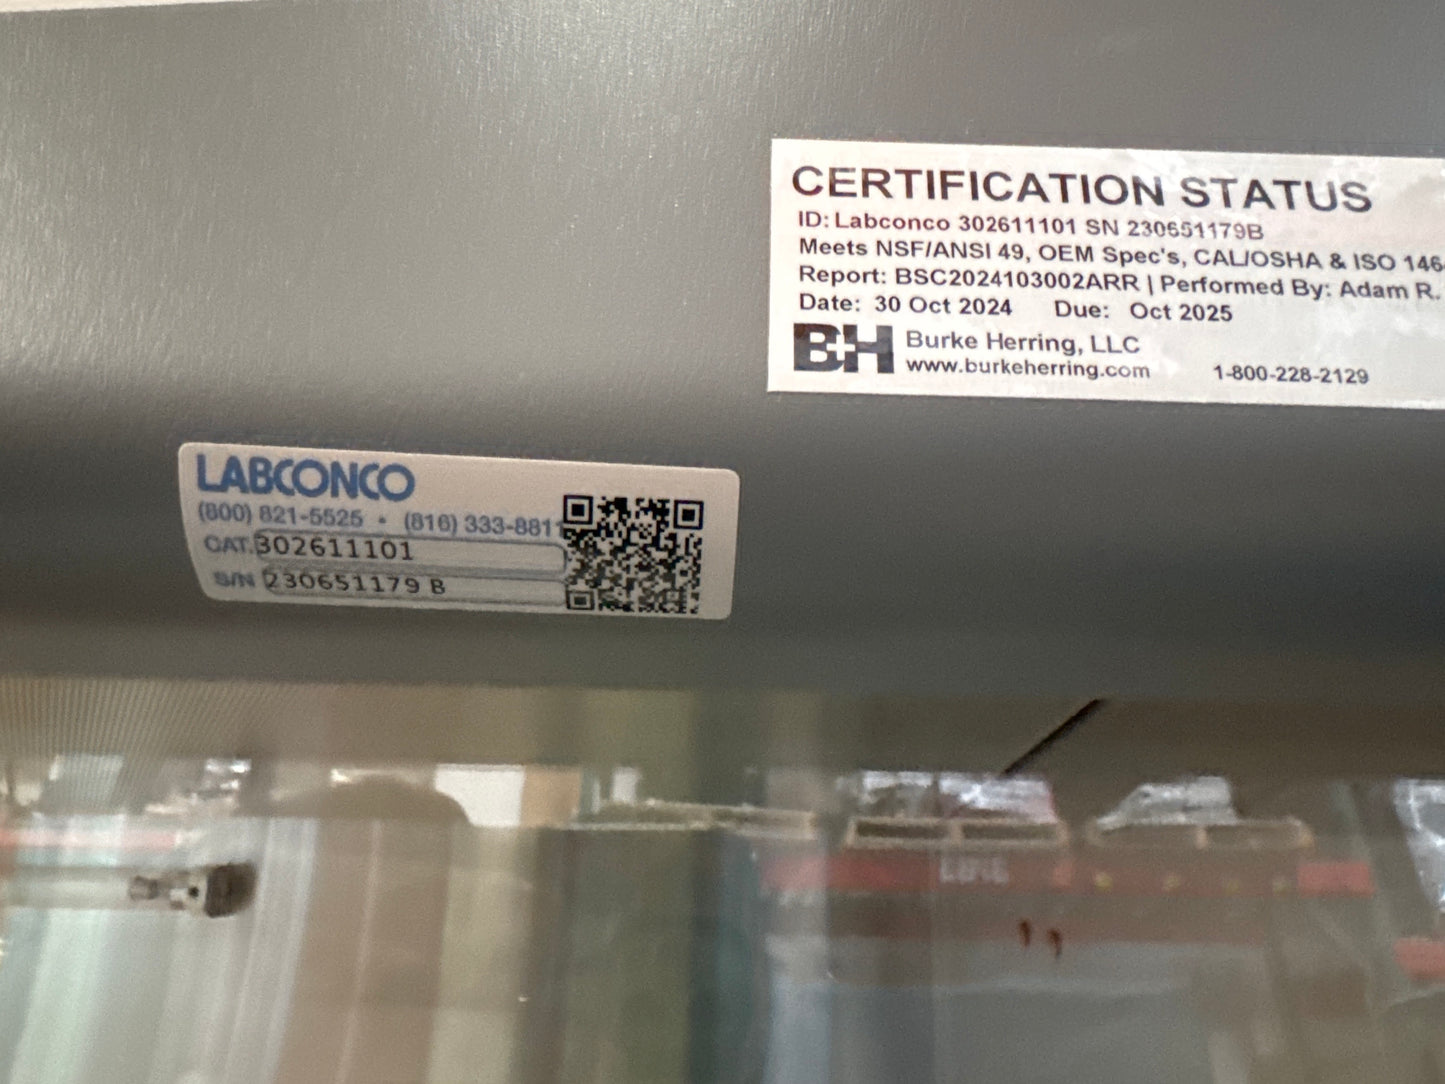 CERTIFICATION STATUS
ID: Labconco 302611101 SN 230651179B
Meets NSF/ANSI 49, OEM Spec's, CAL/OSHA & ISO 146
Report: BSC2024103002ARR | Performed By: Adam R.
Date: 30 Oct 2024 Due: Oct 2025
B+H Burke Herring, LLC
www.burkeherring.com 1-800-228-2129
LABCONCO
(800) 821-5525 • (816) 333-8811
CAT. 302611101
S/N 230651179 B